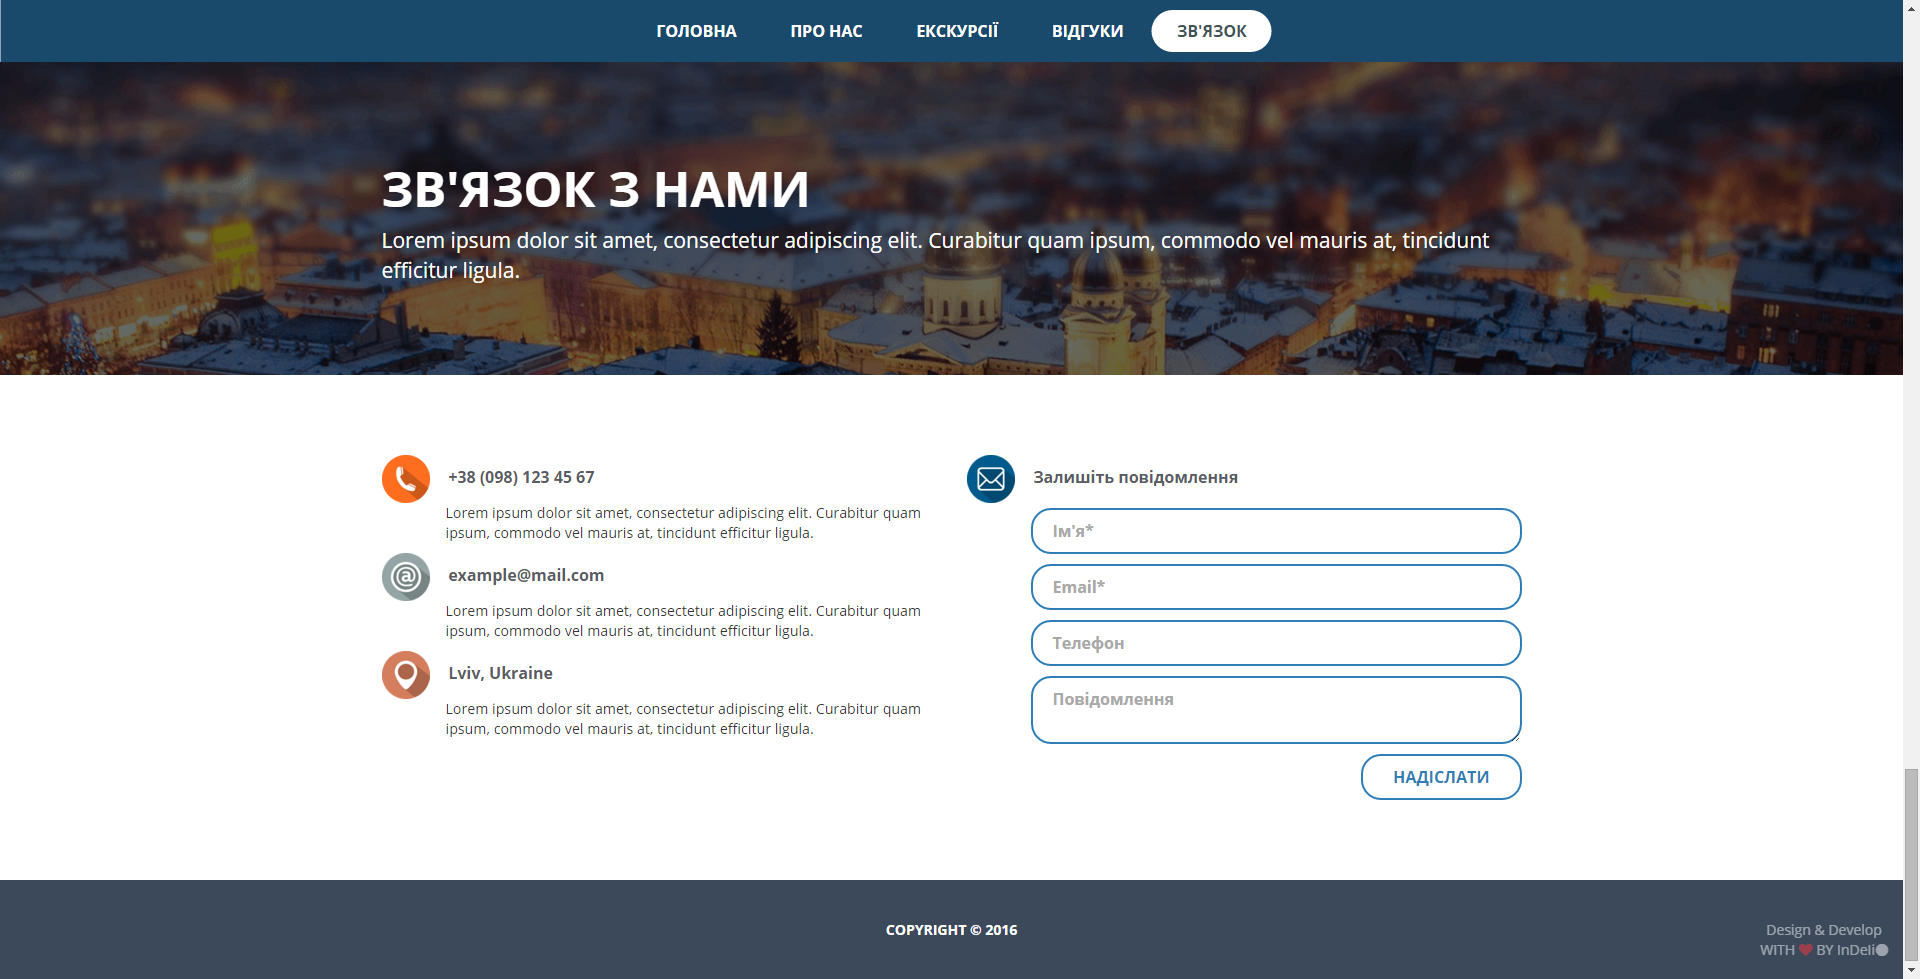 ГОЛОВНА ПРО НАС ЕКСКУРСІЇ ВІДГУКИ ЗВ'ЯЗОК
ЗВ'ЯЗОК З НАМИ
Lorem ipsum dolor sit amet, consectetur adipiscing elit. Curabitur quam ipsum, commodo vel mauris at, tincidunt
efficitur ligula.
+38 (098) 123 45 67
Lorem ipsum dolor sit amet, consectetur adipiscing elit. Curabitur quam
ipsum, commodo vel mauris at, tincidunt efficitur ligula.
example@mail.com
Lorem ipsum dolor sit amet, consectetur adipiscing elit. Curabitur quam
ipsum, commodo vel mauris at, tincidunt efficitur ligula.
Lviv, Ukraine
Lorem ipsum dolor sit amet, consectetur adipiscing elit. Curabitur quam
ipsum, commodo vel mauris at, tincidunt efficitur ligula.
Залишіть повідомлення
Ім'я*
Email*
Телефон
Повідомлення
НАДІСЛАТИ
COPYRIGHT © 2016
Design & Develop
WITH ❤ BY InDeli●